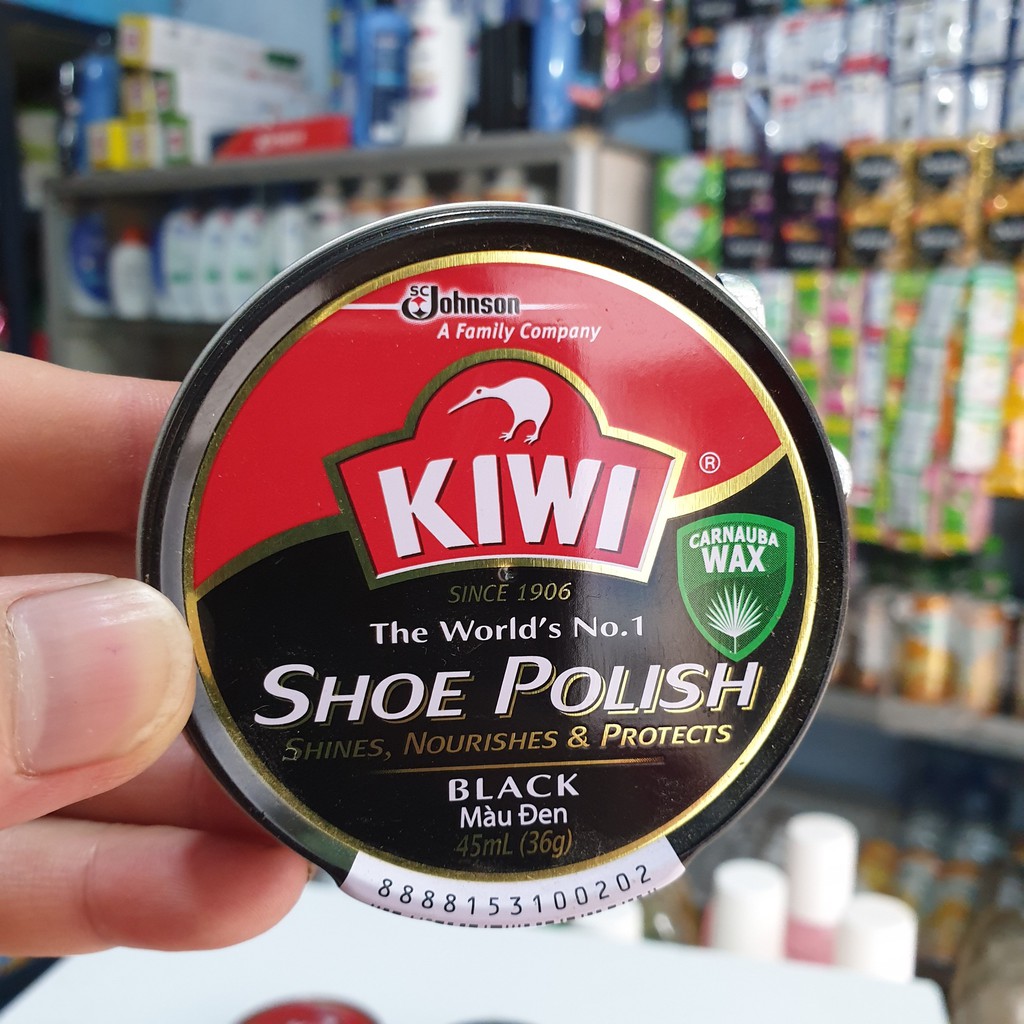 SC Johnson
A Family Company
KIWI
®
CARNAUBA
WAX
SINCE 1906
The World's No.1
SHOE POLISH
SHINES, NOURISHES & PROTECTS
BLACK
Màu Đen
45mL (36g)
8888153100202